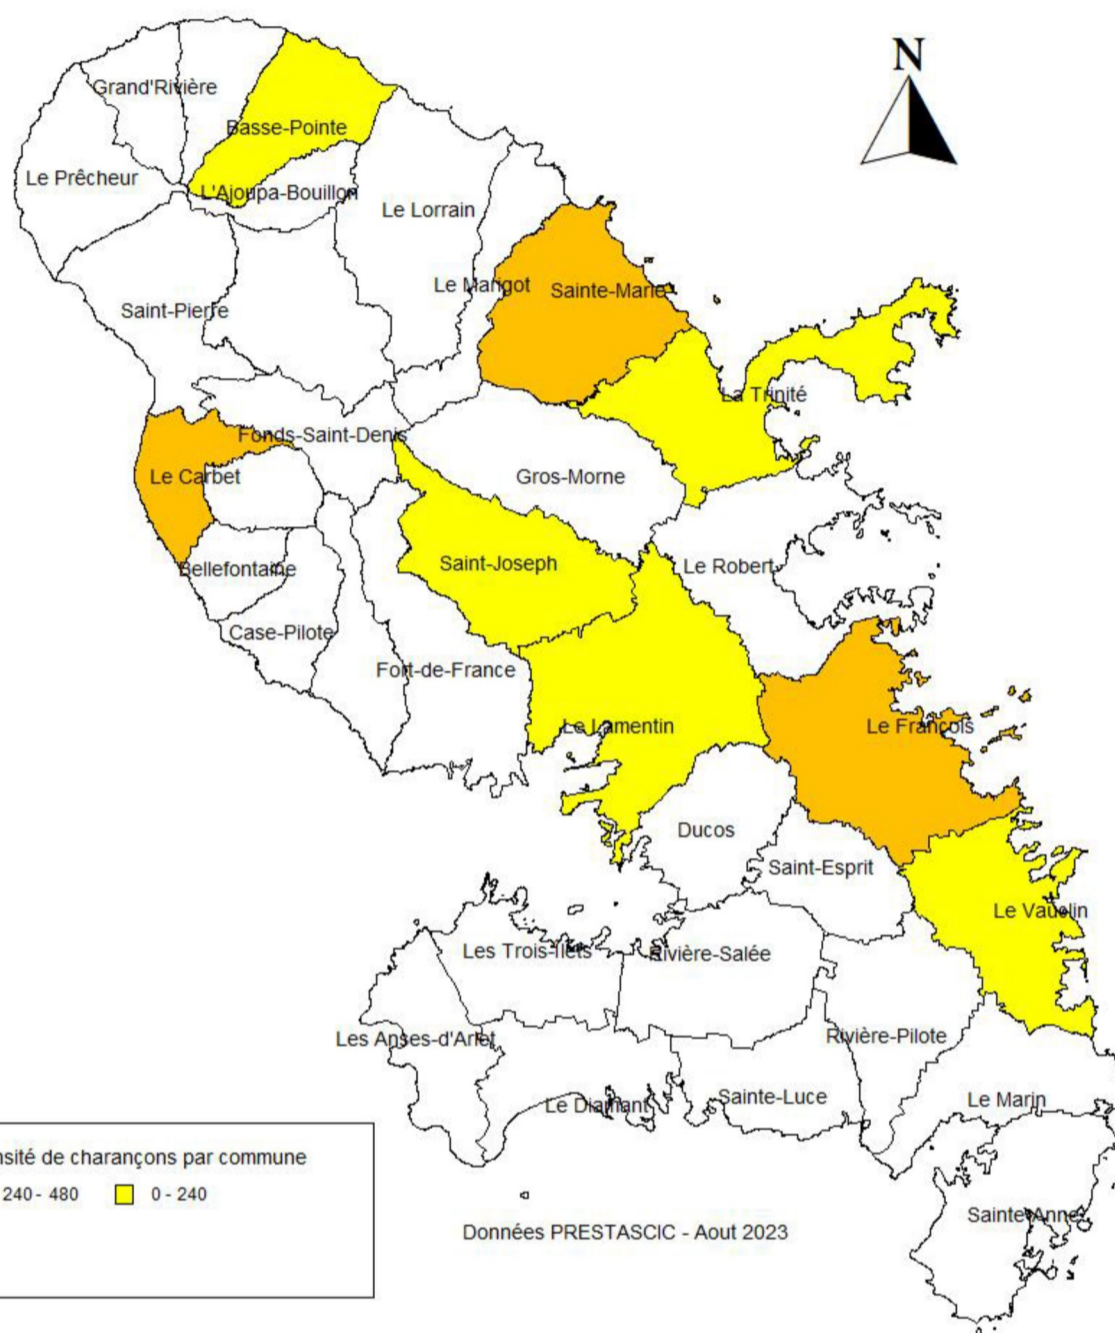 N
Grand'Rivière
Basse-Pointe
Le Prêcheur
L'Ajoupa-Bouillon
Le Lorrain
Le Marigot
Sainte-Marie
Saint-Pierre
La Trinité
Fonds-Saint-Denis
Le Carbet
Gros-Morne
Saint-Joseph
Le Robert
Bellefontaine
Case-Pilote
Fort-de-France
Le Lamentin
Le François
Ducos
Saint-Esprit
Le Vauclin
Les Trois-Îlets
Rivière-Salée
Les Anses-d'Arlet
Rivière-Pilote
Le Diamant
Sainte-Luce
Le Marin
Sainte-Anne
nsité de charançons par commune
240 - 480 0 - 240
Données PRESTASCIC - Aout 2023